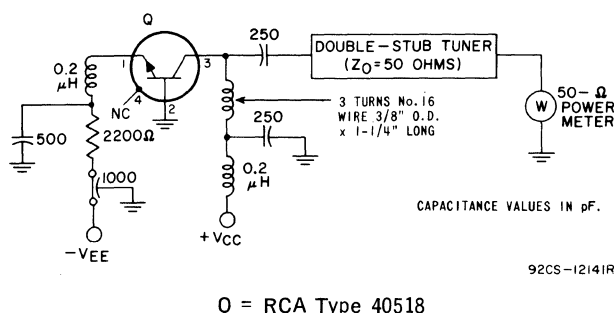 Q
250
DOUBLE-STUB TUNER
(Z0=50 OHMS)
1
3
0.2
μH
4
NC
2
3 TURNS No.16
WIRE 3/8" O.D.
x 1-1/4" LONG
W
50-Ω
POWER
METER
500
2200Ω
250
1000
0.2
μH
-VEE
+VCC
CAPACITANCE VALUES IN pF.
92CS-12141R
Q = RCA Type 40518